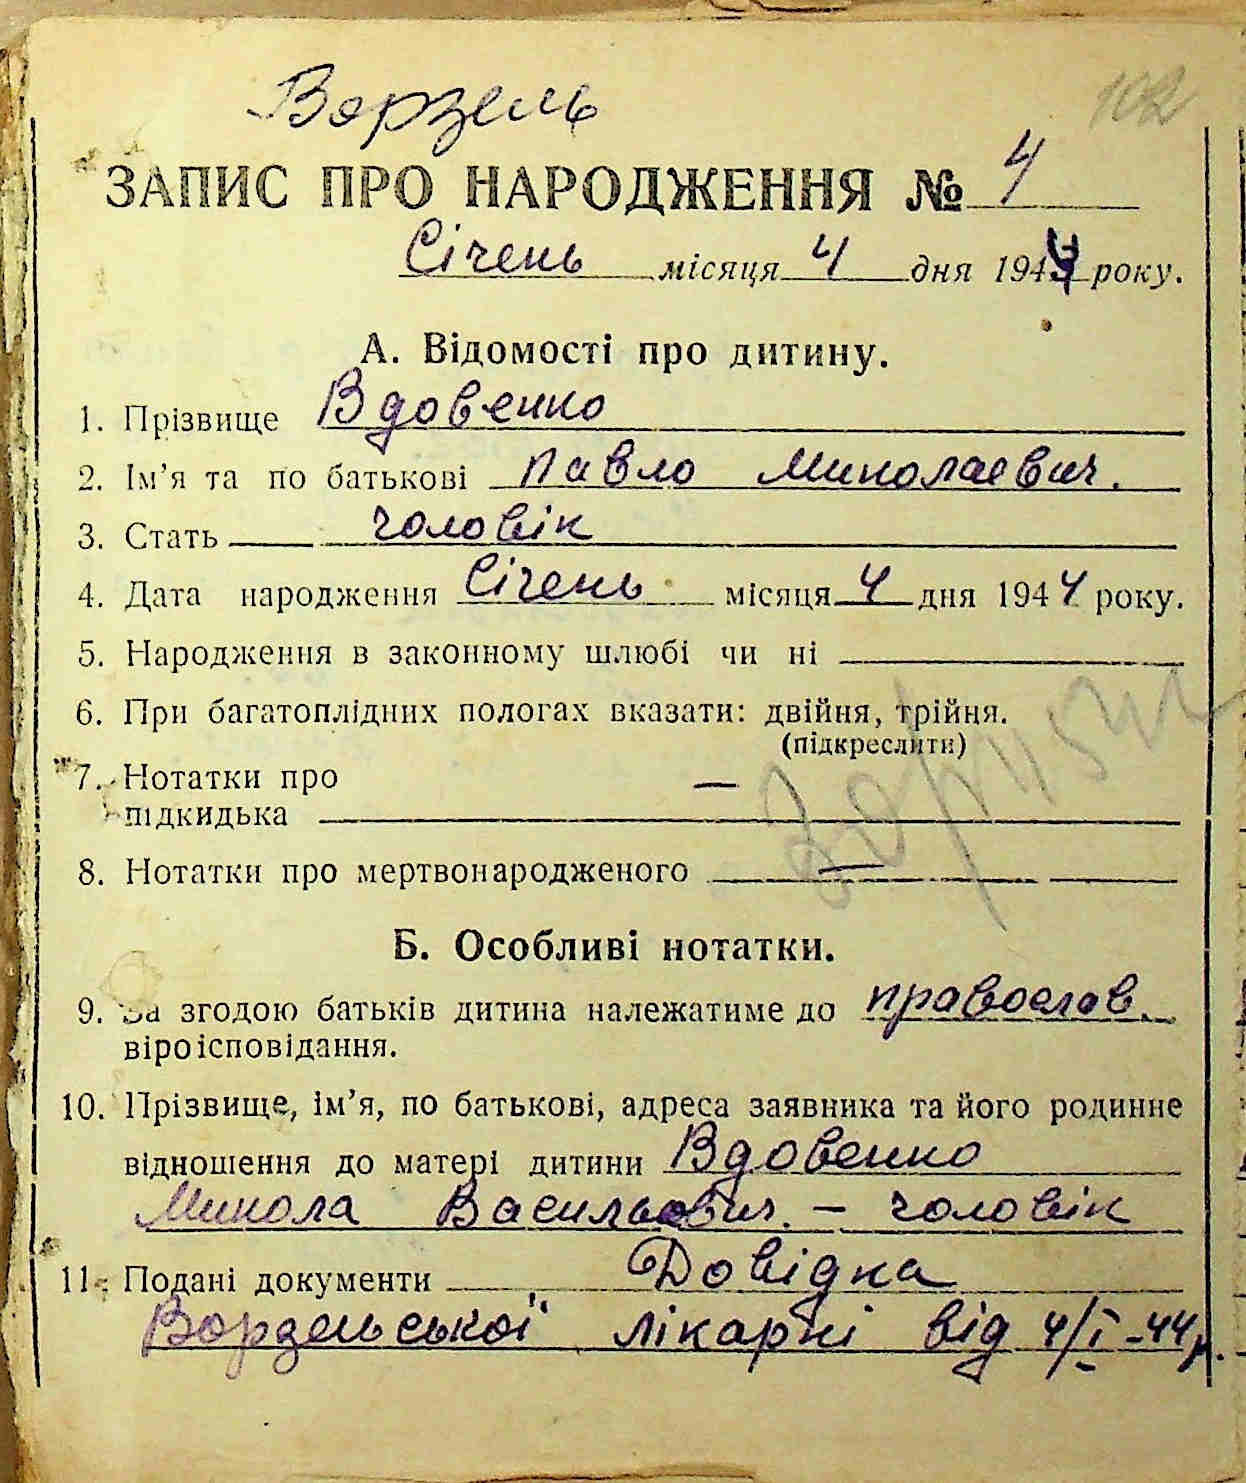 102
Ворзель
ЗАПИС ПРО НАРОДЖЕННЯ № 4
Січень місяця 4 дня 1944 року.
А. Відомості про дитину.
1. Прізвище Вдовенко
2. Ім’я та по батькові Павло Миколаєвич.
3. Стать чоловік
4. Дата народження Січень місяця 4 дня 1944 року.
5. Народження в законному шлюбі чи ні
6. При багатоплідних пологах вказати: двійня, трійня.
(підкреслити)
7. Нотатки про —
підкидька
8. Нотатки про мертвонародженого —
Б. Особливі нотатки.
9. За згодою батьків дитина належатиме до православ.
віроісповідання.
10. Прізвище, ім’я, по батькові, адреса заявника та його родинне
відношення до матері дитини Вдовенко
Микола Васильович. – чоловік
11. Подані документи Довідка
Ворзельської лікарні від 4/I-44р.